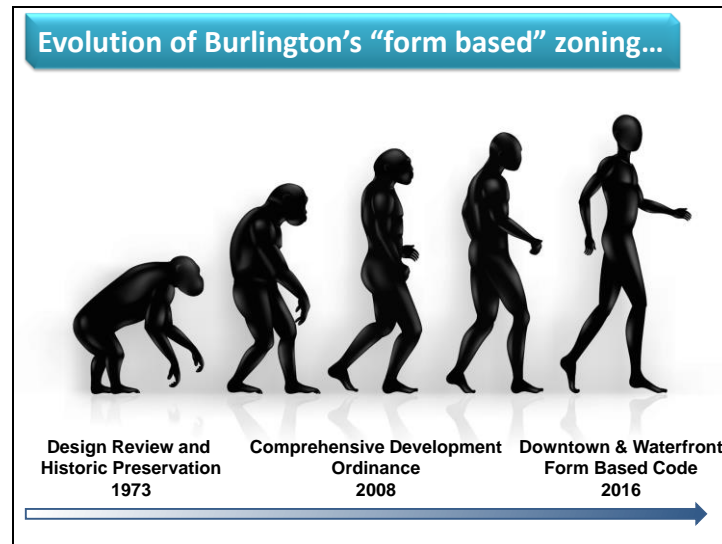 Evolution of Burlington’s “form based” zoning…
Design Review and
Historic Preservation
1973
Comprehensive Development
Ordinance
2008
Downtown & Waterfront
Form Based Code
2016